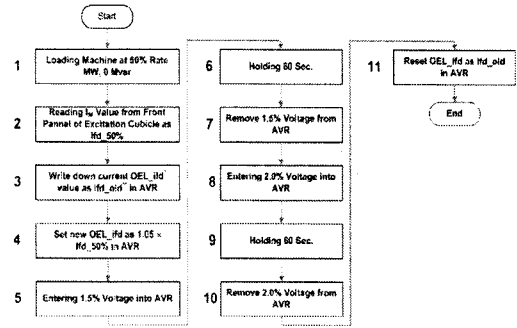 Start
1
Loading Machine at 50% Rate
MW, 0 Mvar
2
Reading Ifd Value from Front
Pannel of Excitation Cubicle as
Ifd_50%
3
Write down current OEL_ifd
value as Ifd_old" in AVR
4
Set new OEL_ifd as 1.05 ×
Ifd_50% in AVR
5
Entering 1.5% Voltage into AVR
6
Holding 60 Sec.
7
Remove 1.5% Voltage from
AVR
8
Entering 2.0% Voltage into
AVR
9
Holding 60 Sec.
10
Remove 2.0% Voltage from
AVR
11
Reset OEL_ifd as Ifd_old
in AVR
End